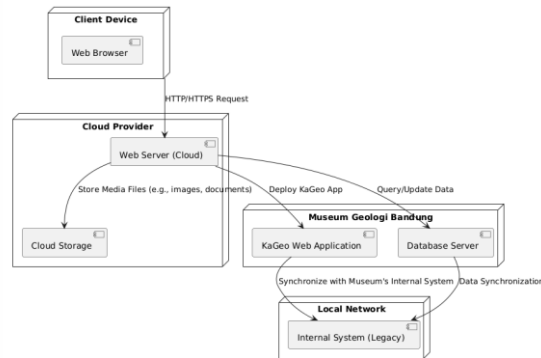 Client Device
Web Browser
HTTP/HTTPS Request
Cloud Provider
Web Server (Cloud)
Store Media Files (e.g., images, documents)
Deploy KaGeo App
Query/Update Data
Museum Geologi Bandung
Cloud Storage
KaGeo Web Application
Database Server
Synchronize with Museum's Internal System
Data Synchronization
Local Network
Internal System (Legacy)